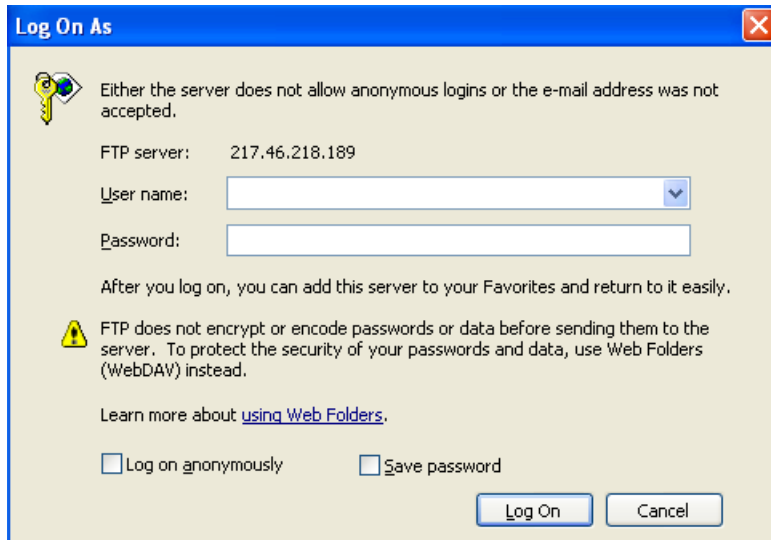 Log On As
Either the server does not allow anonymous logins or the e-mail address was not
accepted.
FTP server: 217.46.218.189
User name:
Password:
After you log on, you can add this server to your Favorites and return to it easily.
FTP does not encrypt or encode passwords or data before sending them to the
server. To protect the security of your passwords and data, use Web Folders
(WebDAV) instead.
Learn more about using Web Folders.
Log on anonymously Save password
Log On Cancel